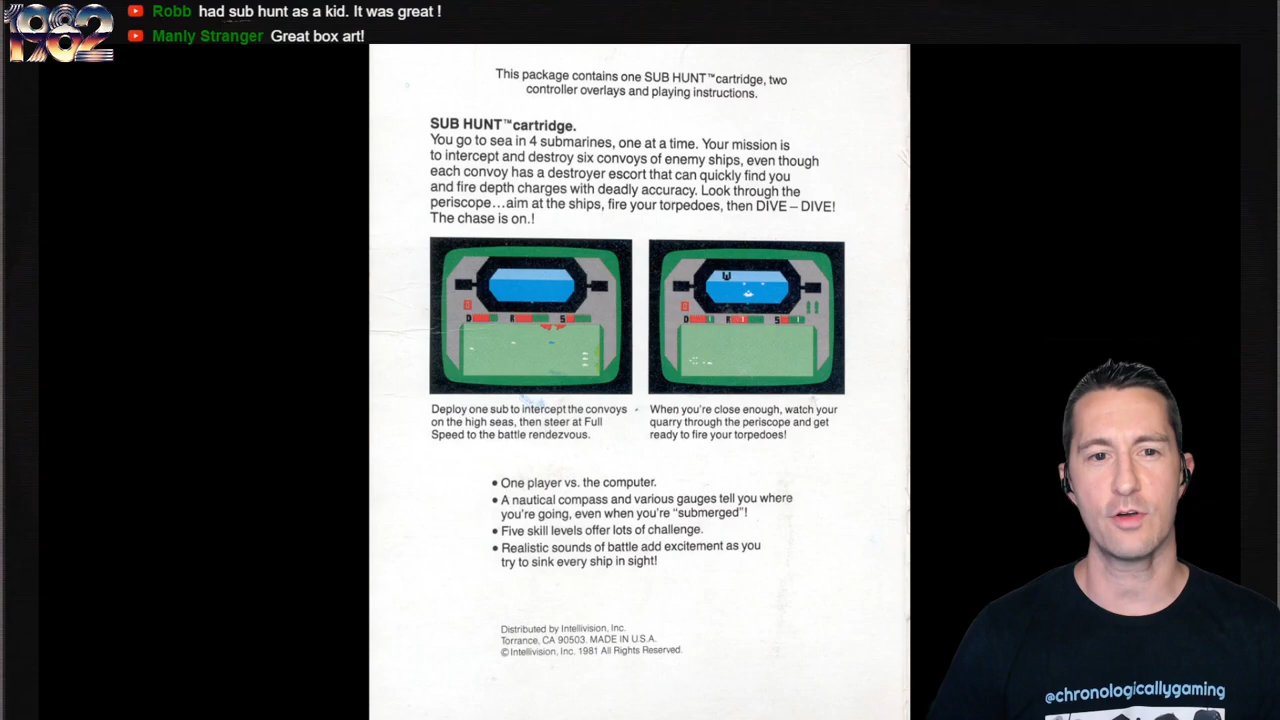 1982
Robb had sub hunt as a kid. It was great !
Manly Stranger Great box art!
This package contains one SUB HUNT™cartridge, two
controller overlays and playing instructions.
SUB HUNT™cartridge.
You go to sea in 4 submarines, one at a time. Your mission is
to intercept and destroy six convoys of enemy ships, even though
each convoy has a destroyer escort that can quickly find you
and fire depth charges with deadly accuracy. Look through the
periscope...aim at the ships, fire your torpedoes, then DIVE – DIVE!
The chase is on.!
D R S
W
D R S
Deploy one sub to intercept the convoys
on the high seas, then steer at Full
Speed to the battle rendezvous.
When you're close enough, watch your
quarry through the periscope and get
ready to fire your torpedoes!
• One player vs. the computer.
• A nautical compass and various gauges tell you where
you're going, even when you're “submerged”!
• Five skill levels offer lots of challenge.
• Realistic sounds of battle add excitement as you
try to sink every ship in sight!
Distributed by Intellivision, Inc.
Torrance, CA 90503. MADE IN U.S.A.
© Intellivision, Inc. 1981 All Rights Reserved.
@chronologicallygaming